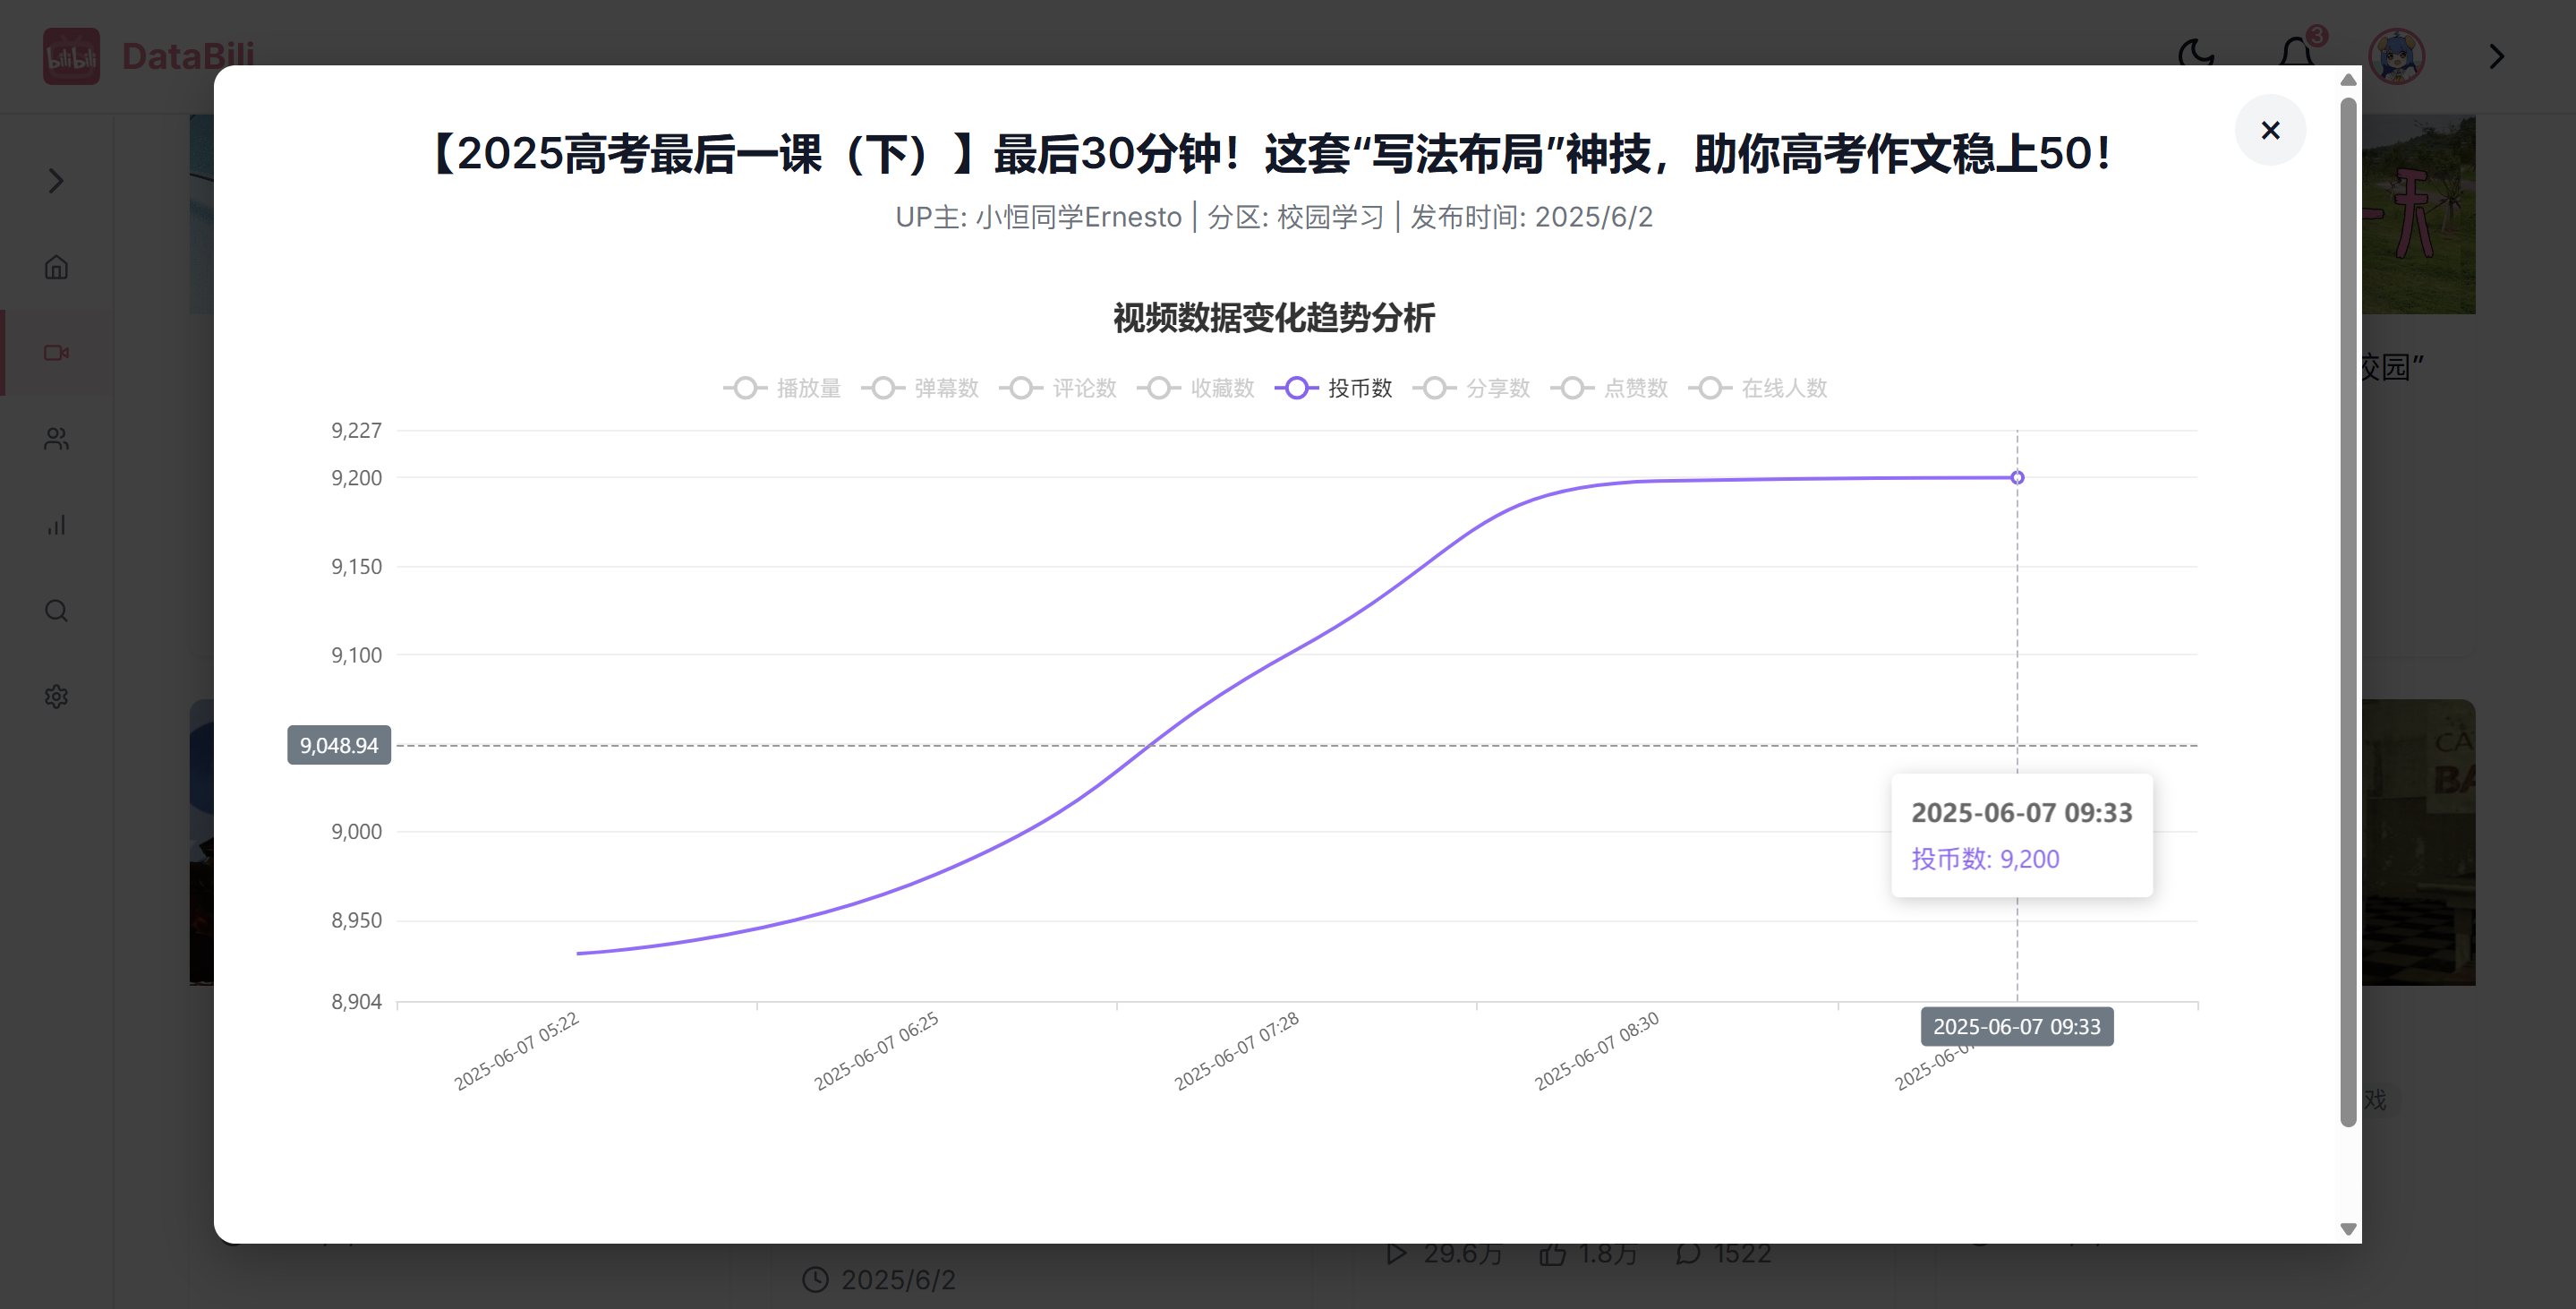 bilibili DataBili
3
【2025高考最后一课（下）】最后30分钟！这套“写法布局”神技，助你高考作文稳上50！
UP主: 小恒同学Ernesto | 分区: 校园学习 | 发布时间: 2025/6/2
视频数据变化趋势分析
播放量 弹幕数 评论数 收藏数 投币数 分享数 点赞数 在线人数
校园”
9,227
9,200
9,150
9,100
9,048.94
9,000
8,950
8,904
2025-06-07 09:33
投币数: 9,200
2025-06-07 05:22 2025-06-07 06:25 2025-06-07 07:28 2025-06-07 08:30 2025-06-07 09:33
天
CÂ
BA
戏
29.6万 1.8万 1522
2025/6/2